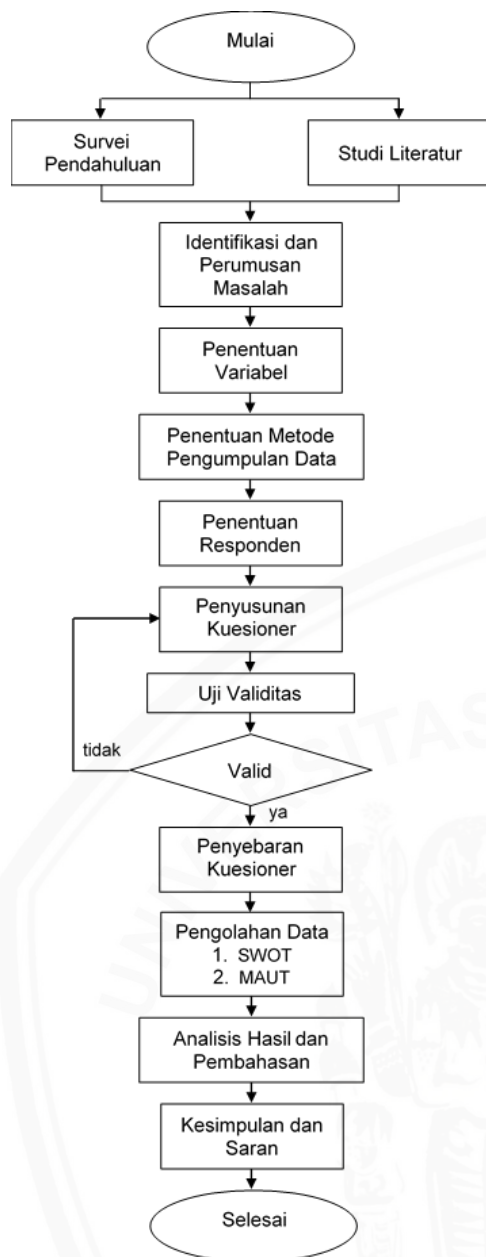 Mulai
Survei
Pendahuluan
Studi Literatur
Identifikasi dan
Perumusan
Masalah
Penentuan
Variabel
Penentuan Metode
Pengumpulan Data
Penentuan
Responden
Penyusunan
Kuesioner
Uji Validitas
tidak
Valid
ya
Penyebaran
Kuesioner
Pengolahan Data
1. SWOT
2. MAUT
Analisis Hasil dan
Pembahasan
Kesimpulan dan
Saran
Selesai
UNIVERSITAS